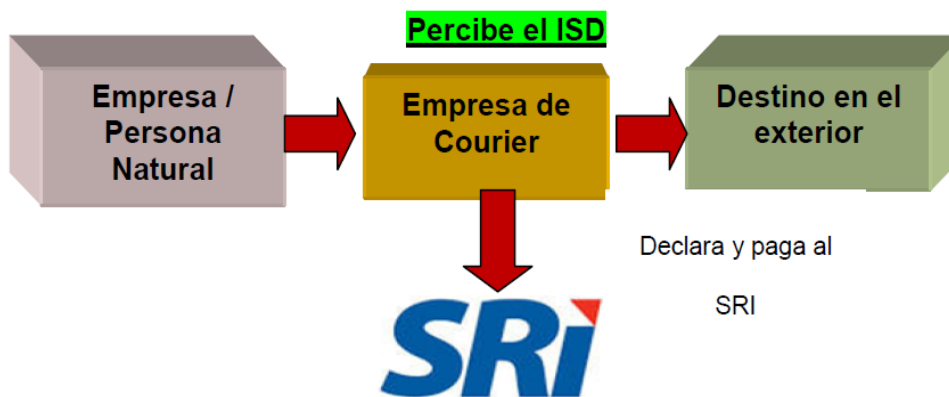 Percibe el ISD
Empresa /
Persona
Natural
Empresa de
Courier
Destino en el
exterior
Declara y paga al
SRI
SRi